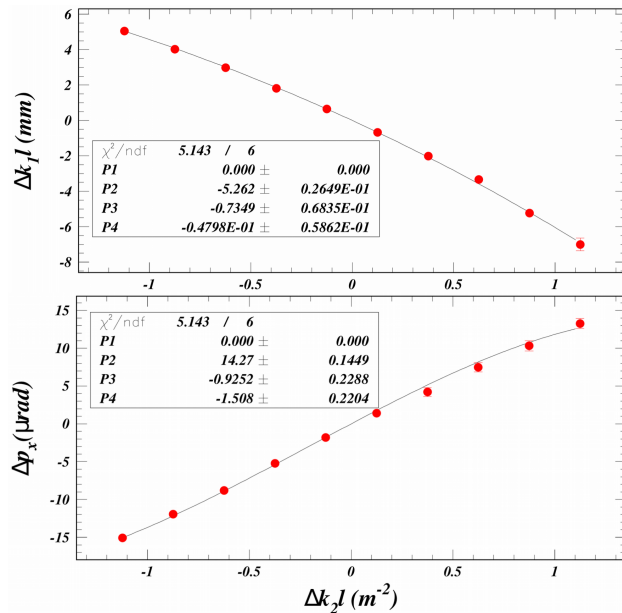 6
4
2
0
-2
-4
-6
-8
Δk₁l (mm)
χ²/ndf 5.143 / 6
P1 0.000 ± 0.000
P2 -5.262 ± 0.2649E-01
P3 -0.7349 ± 0.6835E-01
P4 -0.4798E-01 ± 0.5862E-01
-1 -0.5 0 0.5 1
15
10
5
0
-5
-10
-15
Δpₓ(μrad)
χ²/ndf 5.143 / 6
P1 0.000 ± 0.000
P2 14.27 ± 0.1449
P3 -0.9252 ± 0.2288
P4 -1.508 ± 0.2204
-1 -0.5 0 0.5 1
Δk₂l (m⁻²)